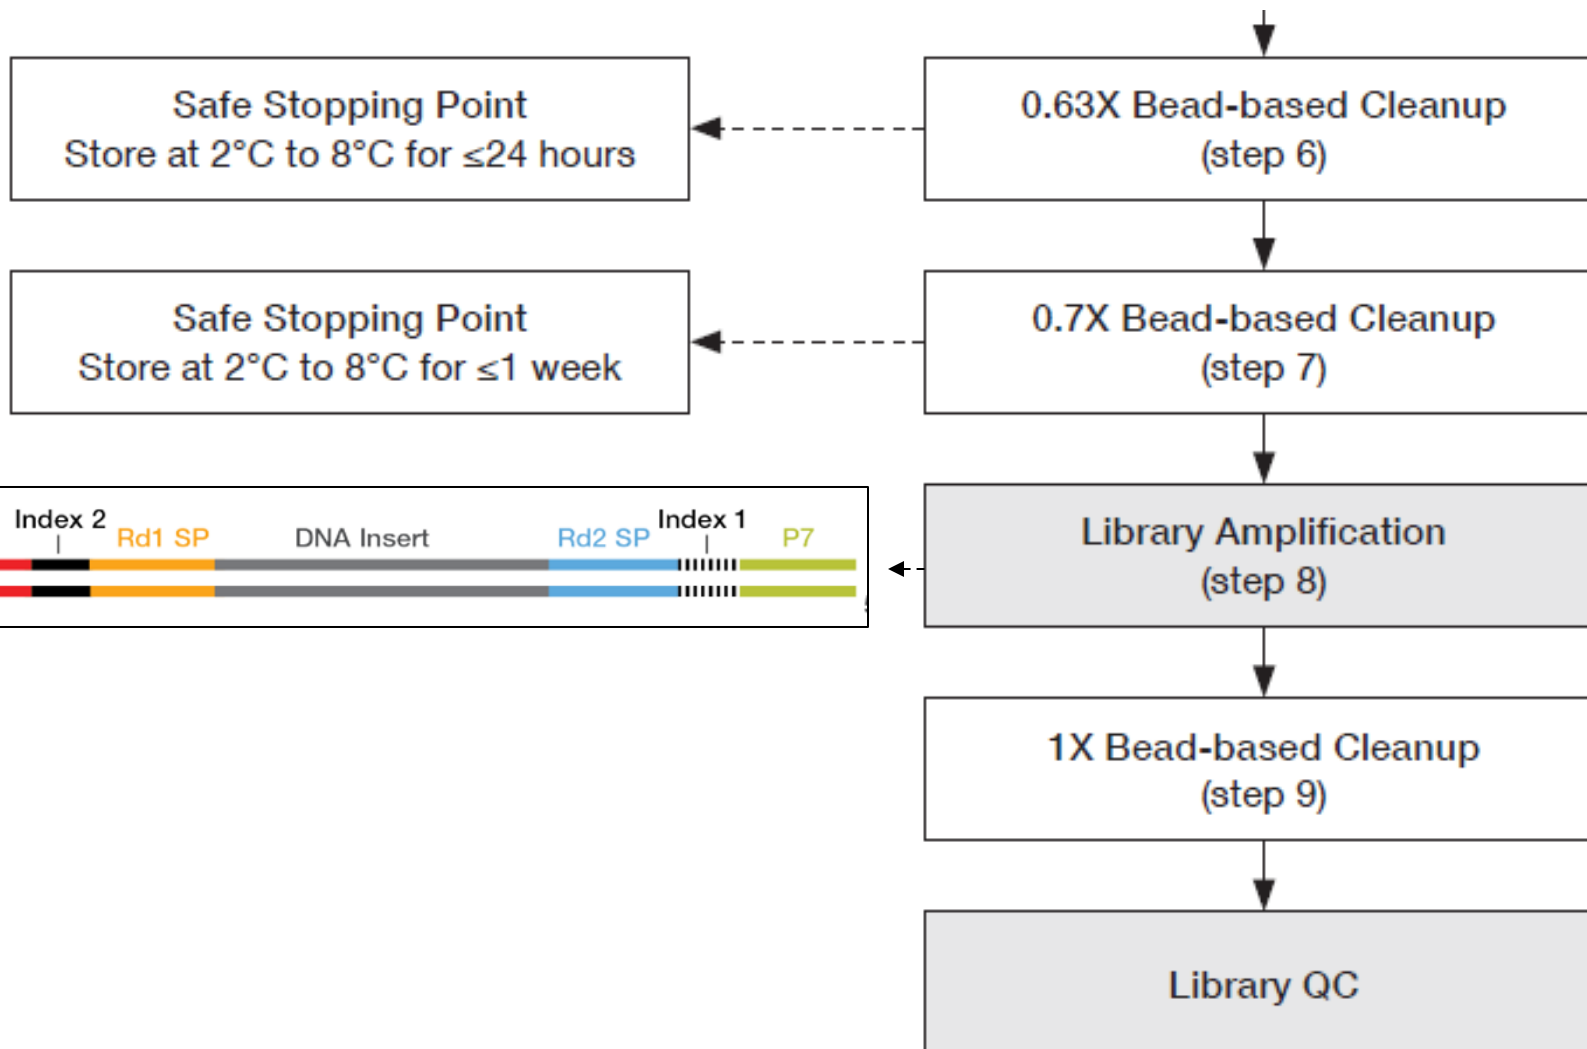 Safe Stopping Point
Store at 2°C to 8°C for ≤24 hours
0.63X Bead-based Cleanup
(step 6)
Safe Stopping Point
Store at 2°C to 8°C for ≤1 week
0.7X Bead-based Cleanup
(step 7)
Index 2
Rd1 SP
DNA Insert
Rd2 SP
Index 1
P7
Library Amplification
(step 8)
1X Bead-based Cleanup
(step 9)
Library QC